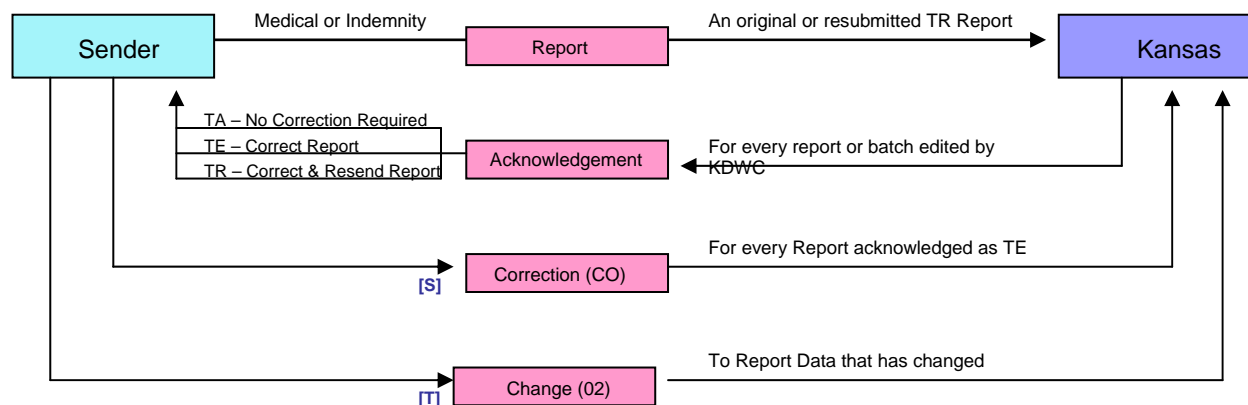 Medical or Indemnity
An original or resubmitted TR Report
Sender
Report
Kansas
TA – No Correction Required
TE – Correct Report
TR – Correct & Resend Report
Acknowledgement
For every report or batch edited by
KDWC
For every Report acknowledged as TE
[S]
Correction (CO)
To Report Data that has changed
[T]
Change (02)